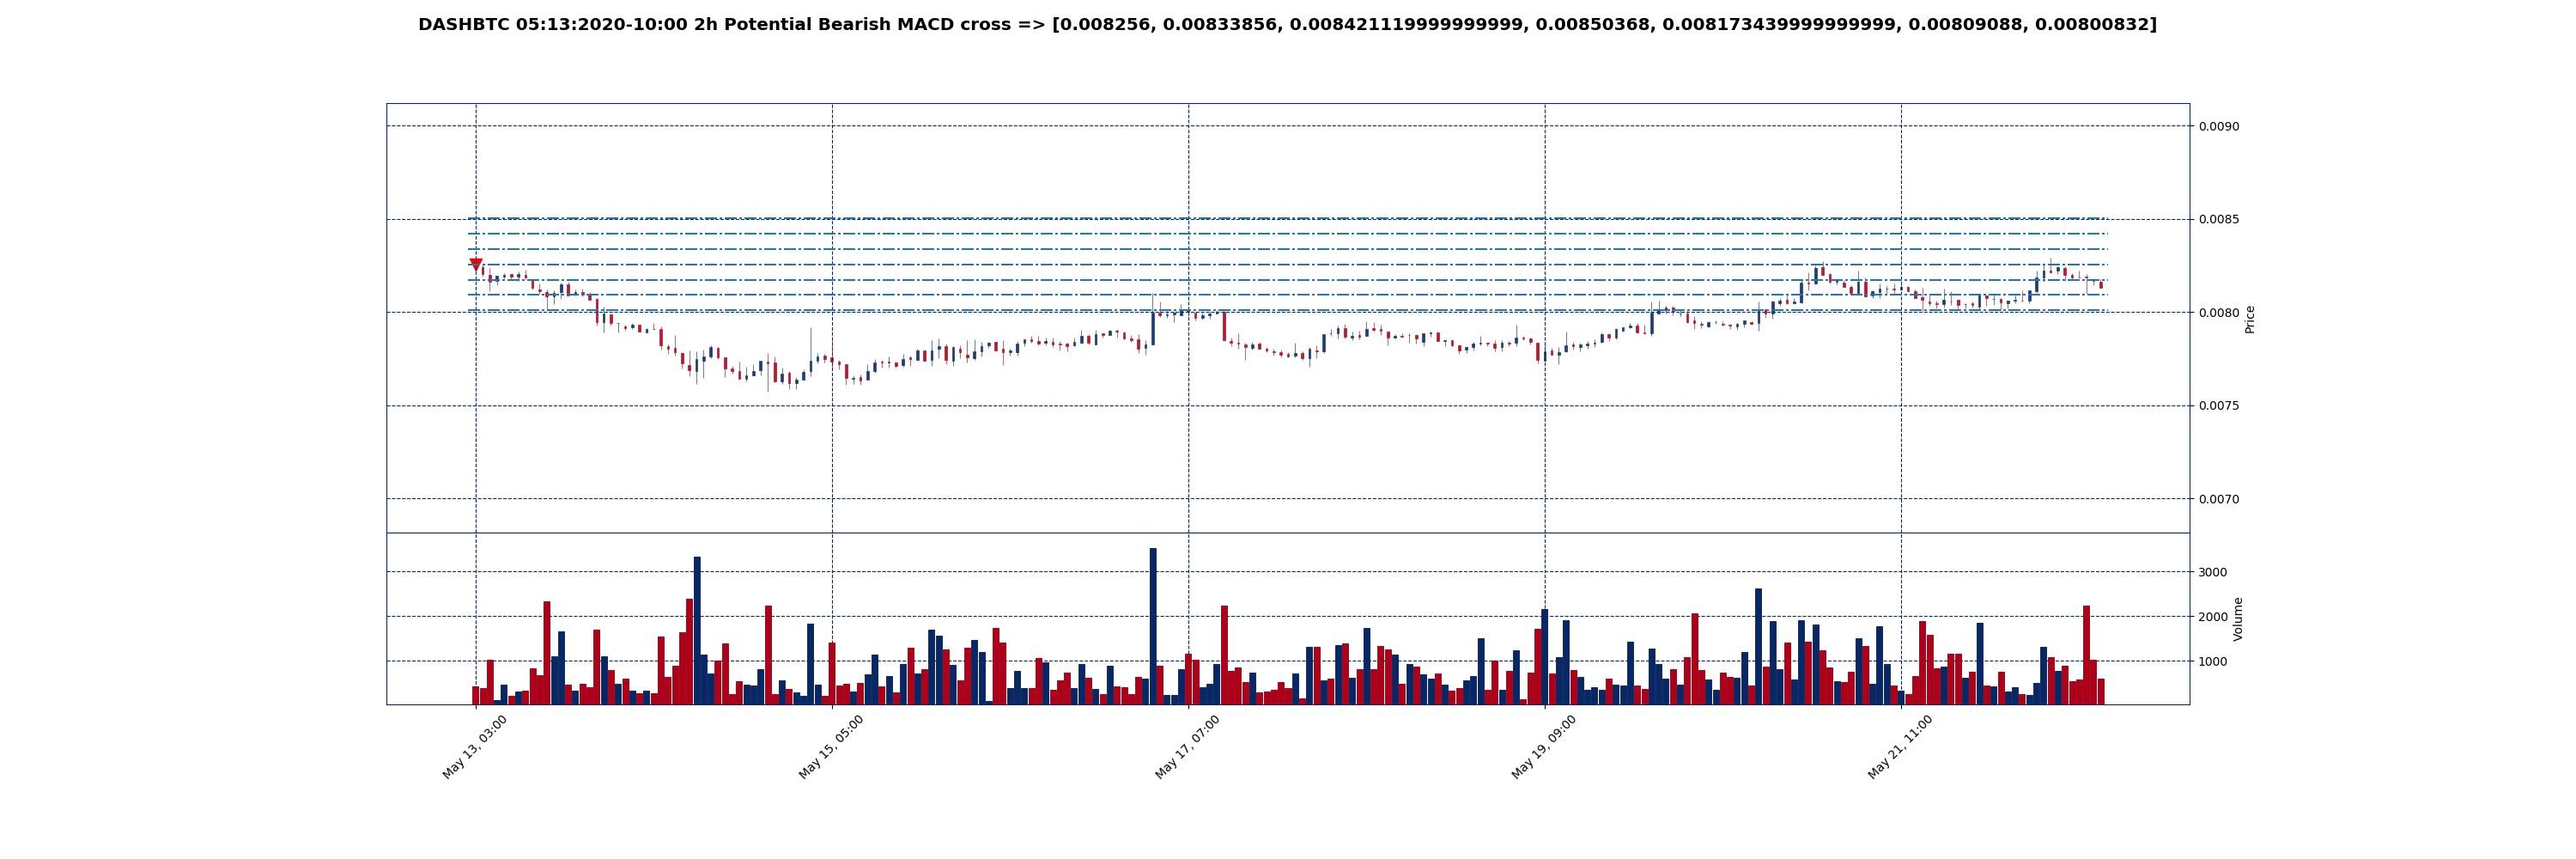 DASHBTC 05:13:2020-10:00 2h Potential Bearish MACD cross => [0.008256, 0.00833856, 0.008421119999999999, 0.00850368, 0.008173439999999999, 0.00809088, 0.00800832]
0.0090
0.0085
0.0080
0.0075
0.0070
Price
3000
2000
1000
Volume
May 13, 03:00
May 15, 05:00
May 17, 07:00
May 19, 09:00
May 21, 11:00